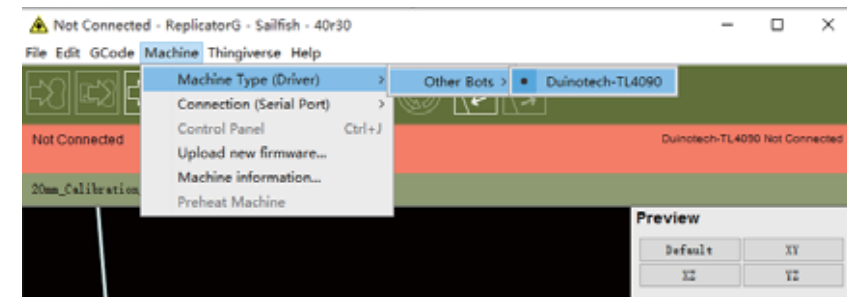 Not Connected - ReplicatorG - Sailfish - 40r30
File Edit GCode Machine Thingiverse Help
Machine Type (Driver) >
Other Bots >
Duinotech-TL4090
Connection (Serial Port) >
Control Panel Ctrl+J
Upload new firmware...
Machine information...
Preheat Machine
Not Connected
Duinotech-TL4090 Not Connected
20mm_Calibration
Preview
Default XY
XZ YZ